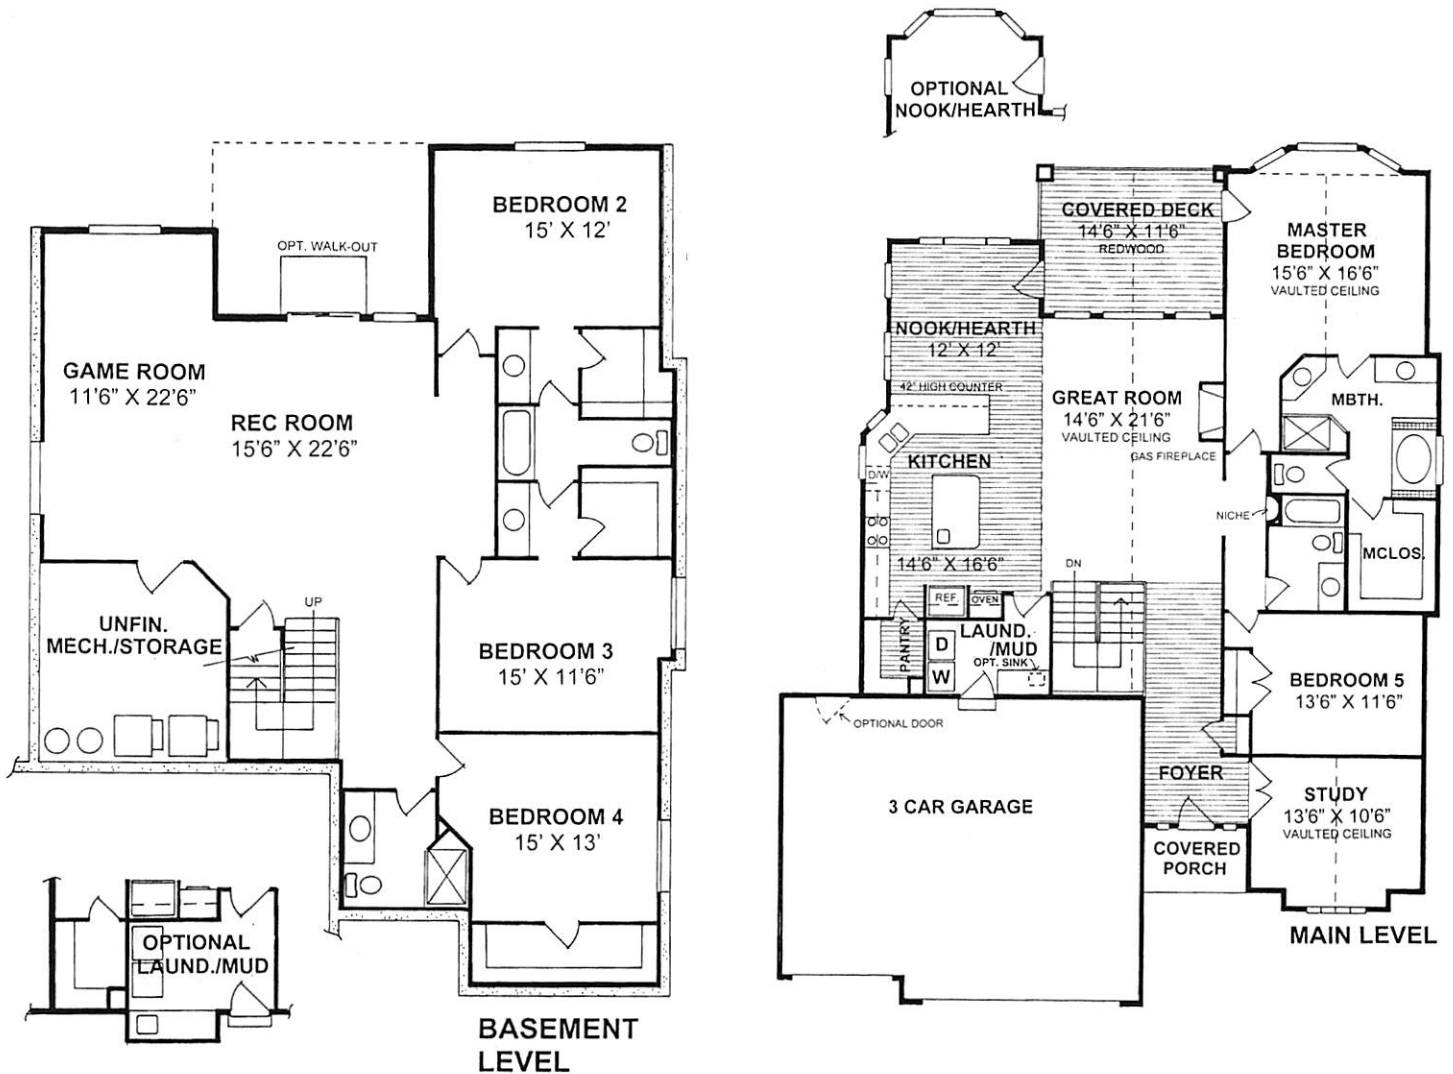 BEDROOM 2
15' X 12'
OPT. WALK-OUT
GAME ROOM
11'6" X 22'6"
REC ROOM
15'6" X 22'6"
UNFIN.
MECH./STORAGE
UP
BEDROOM 3
15' X 11'6"
BEDROOM 4
15' X 13'
OPTIONAL
LAUND./MUD
BASEMENT
LEVEL
OPTIONAL
NOOK/HEARTH
COVERED DECK
14'6" X 11'6"
REDWOOD
MASTER
BEDROOM
15'6" X 16'6"
VAULTED CEILING
NOOK/HEARTH
12' X 12'
42" HIGH COUNTER
GREAT ROOM
14'6" X 21'6"
VAULTED CEILING
GAS FIREPLACE
MBTH.
KITCHEN
D/W
14'6" X 16'6"
NICHE
MCLOS.
DN
REF.
OVEN
PANTRY
LAUND.
/MUD
OPT. SINK
D
W
BEDROOM 5
13'6" X 11'6"
OPTIONAL DOOR
FOYER
3 CAR GARAGE
STUDY
13'6" X 10'6"
VAULTED CEILING
COVERED
PORCH
MAIN LEVEL